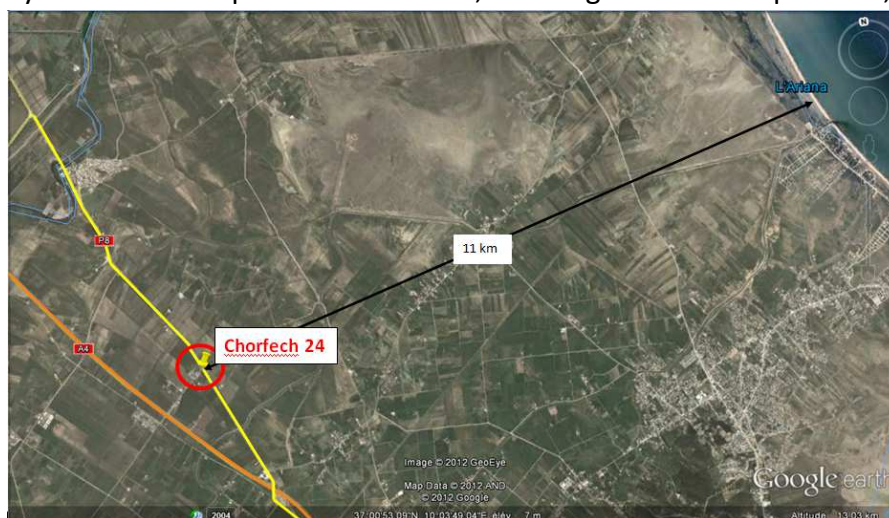 L'Ariana
N
P8
11 km
Chorfech 24
A4
Image © 2012 GeoEye
Map Data © 2012 AND
© 2012 Google
Google earth
2004
37°00'53.09"N 10°03'49.04"E élév. 7 m
Altitude 13.03 km